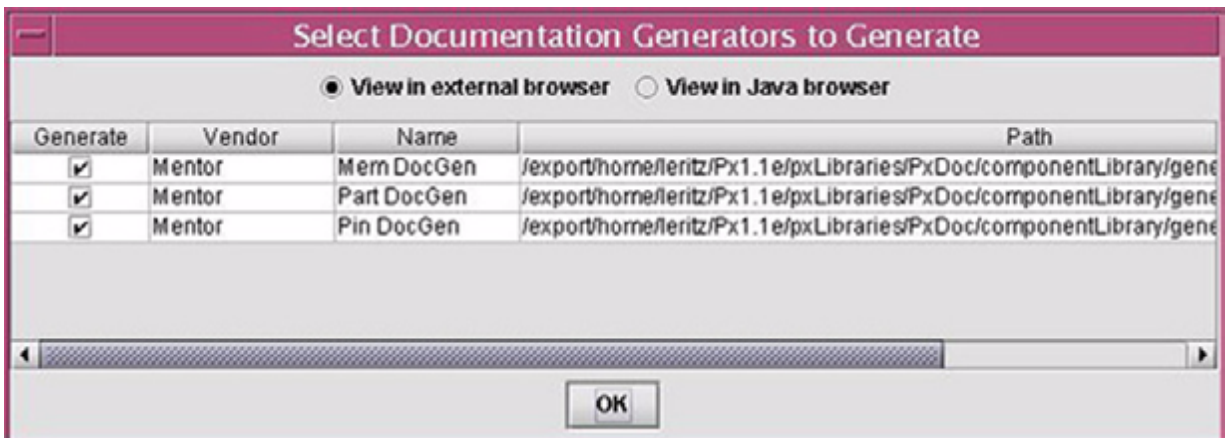 Select Documentation Generators to Generate
View in external browser View in Java browser
Generate Vendor Name Path
Mentor Mem DocGen /export/home/leritz/Px1.1e/pxLibraries/PxDoc/componentLibrary/gene
Mentor Part DocGen /export/home/leritz/Px1.1e/pxLibraries/PxDoc/componentLibrary/gene
Mentor Pin DocGen /export/home/leritz/Px1.1e/pxLibraries/PxDoc/componentLibrary/gene
OK